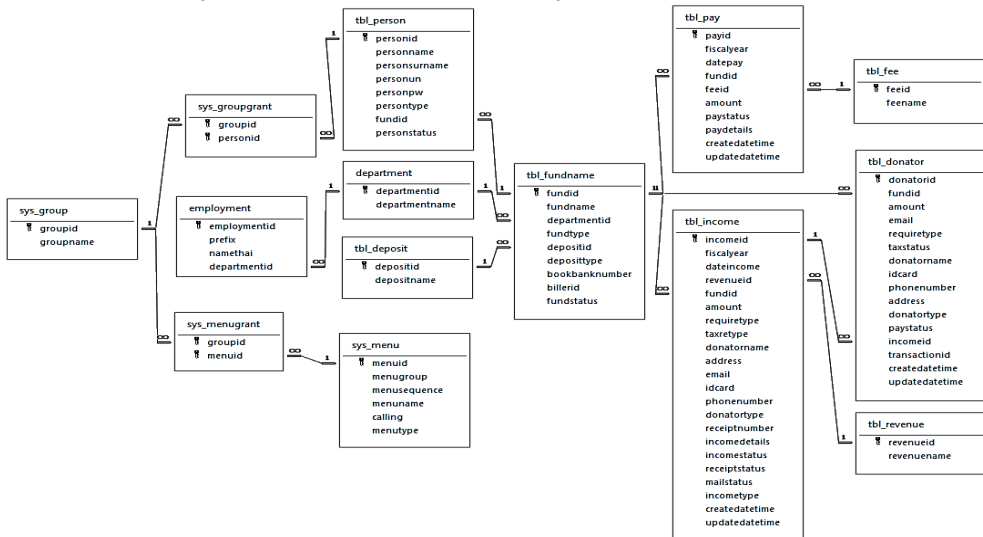 sys_group
groupid
groupname
sys_groupgrant
groupid
personid
employment
employmentid
prefix
namethai
departmentid
sys_menugrant
groupid
menuid
tbl_person
personid
personname
personsurname
personun
personpw
persontype
fundid
personstatus
department
departmentid
departmentname
tbl_deposit
depositid
depositname
sys_menu
menuid
menugroup
menusequence
menuname
calling
menutype
tbl_fundname
fundid
fundname
departmentid
fundtype
depositid
deposittype
bookbanknumber
billerid
fundstatus
tbl_pay
payid
fiscalyear
datepay
fundid
feeid
amount
paystatus
paydetails
createdatetime
updatedatetime
tbl_income
incomeid
fiscalyear
dateincome
revenueid
fundid
amount
requiretype
taxretype
donatorname
address
email
idcard
phonenumber
donatortype
receiptnumber
incomedetails
incomestatus
receiptstatus
mailstatus
incometype
createdatetime
updatedatetime
tbl_fee
feeid
feename
tbl_donator
donatorid
fundid
amount
email
requiretype
taxstatus
donatorname
idcard
phonenumber
address
donatortype
paystatus
incomeid
transactionid
createdatetime
updatedatetime
tbl_revenue
revenueid
revenuename